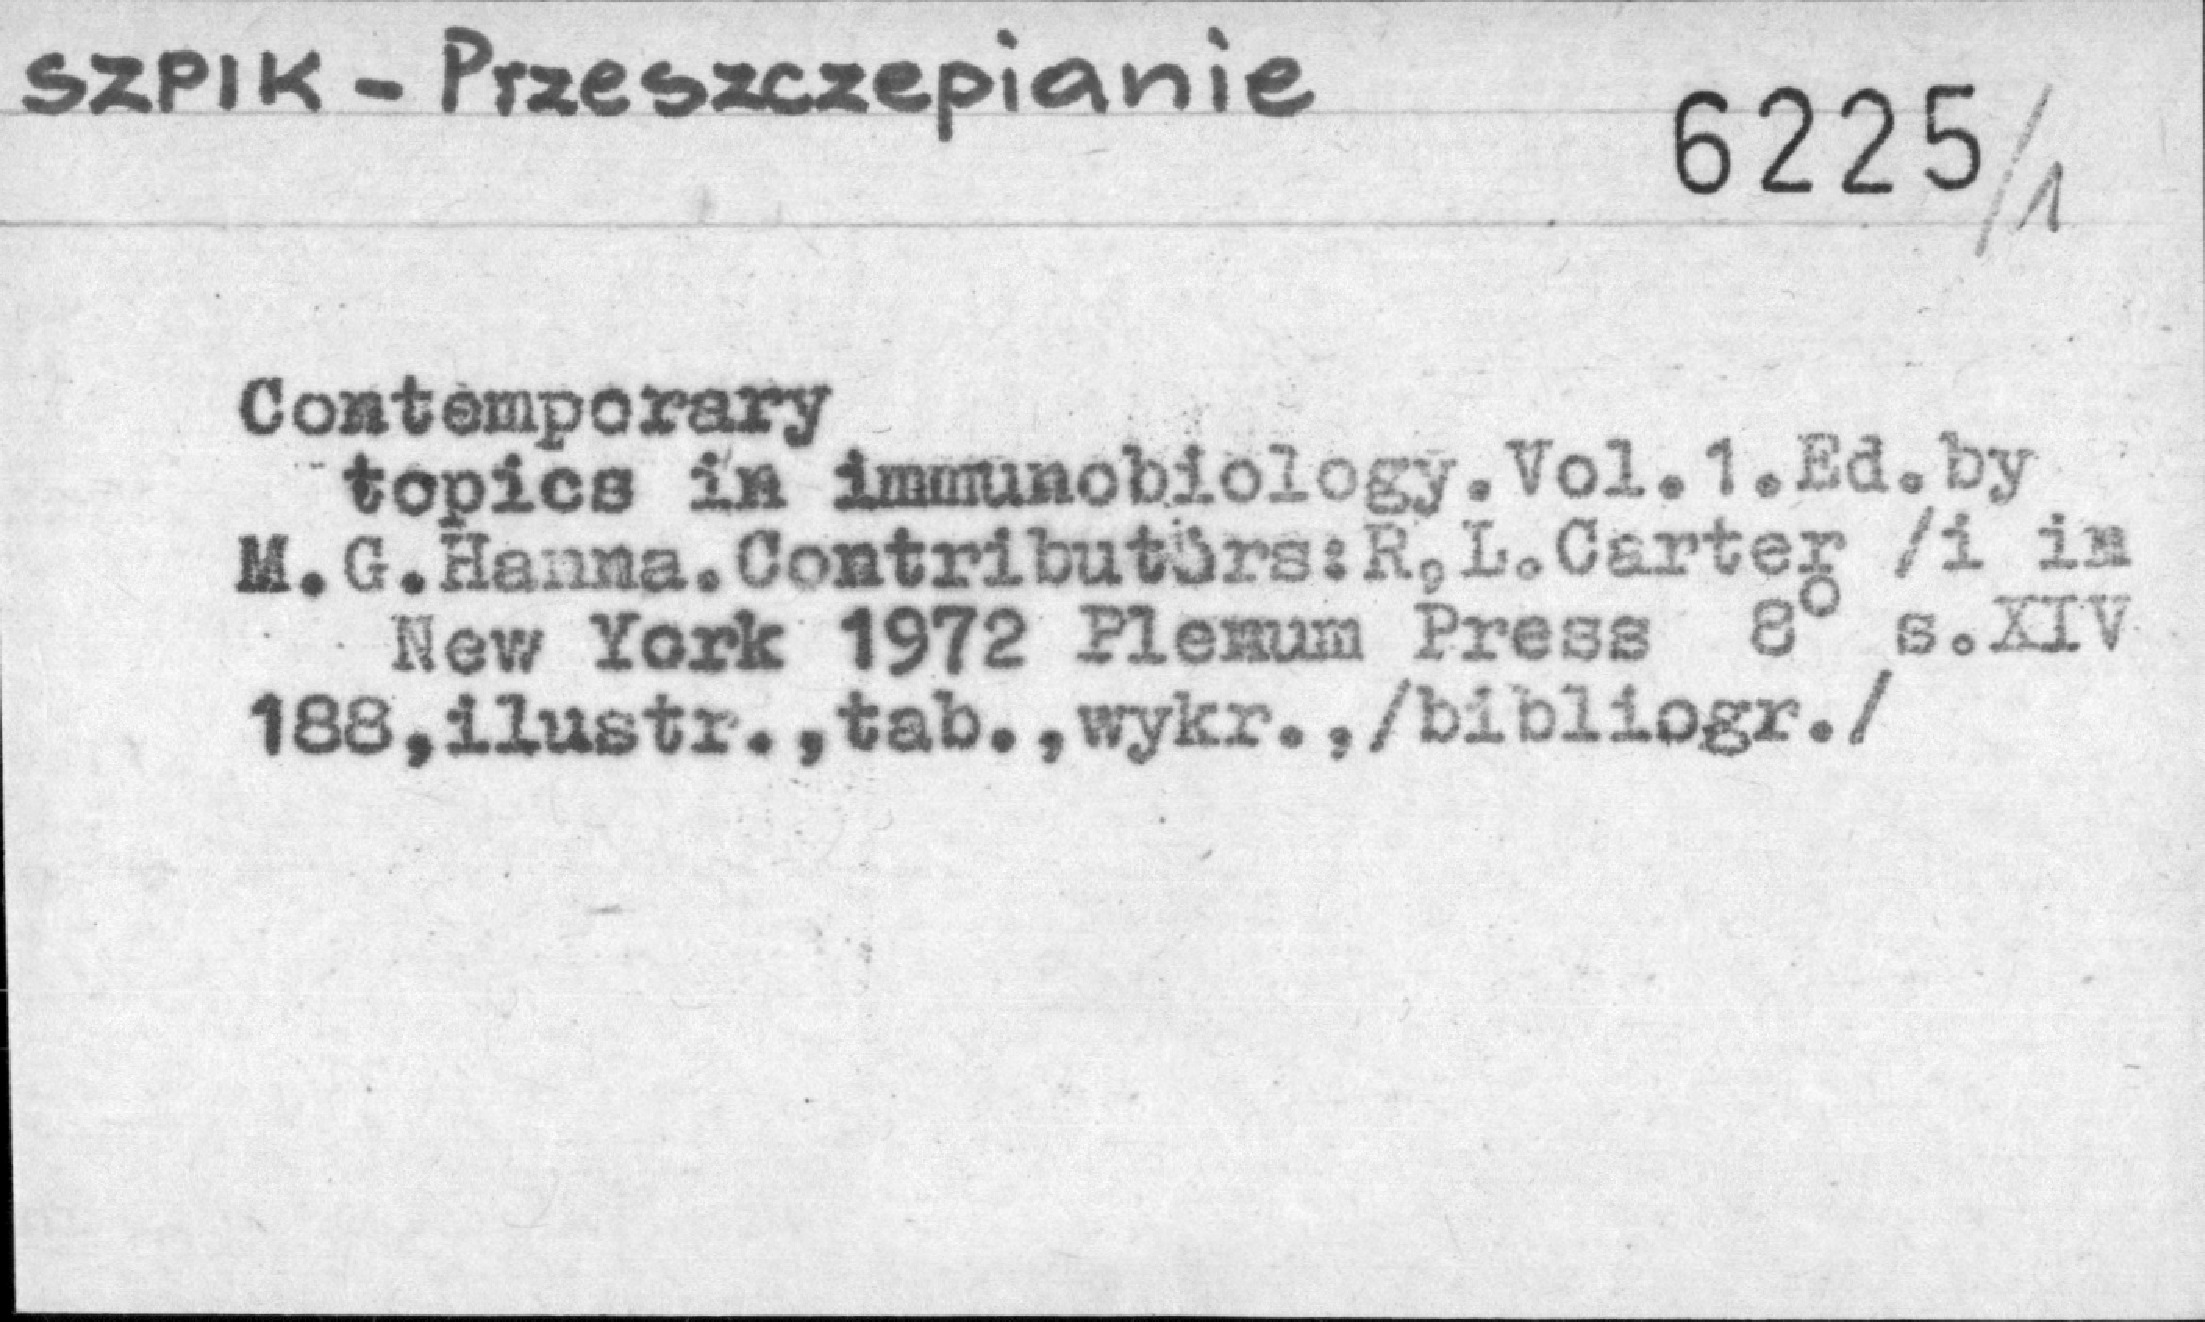 SZPIK - Przeszczepianie
6225/1
Contemporary
topics in immunobiology.Vol.1.Ed.by
M.G.Hanna.Contributors:R,L.Carter /i in
New York 1972 Plenum Press 8° s.XIV
188,ilustr.,tab.,wykr.,/bibliogr./